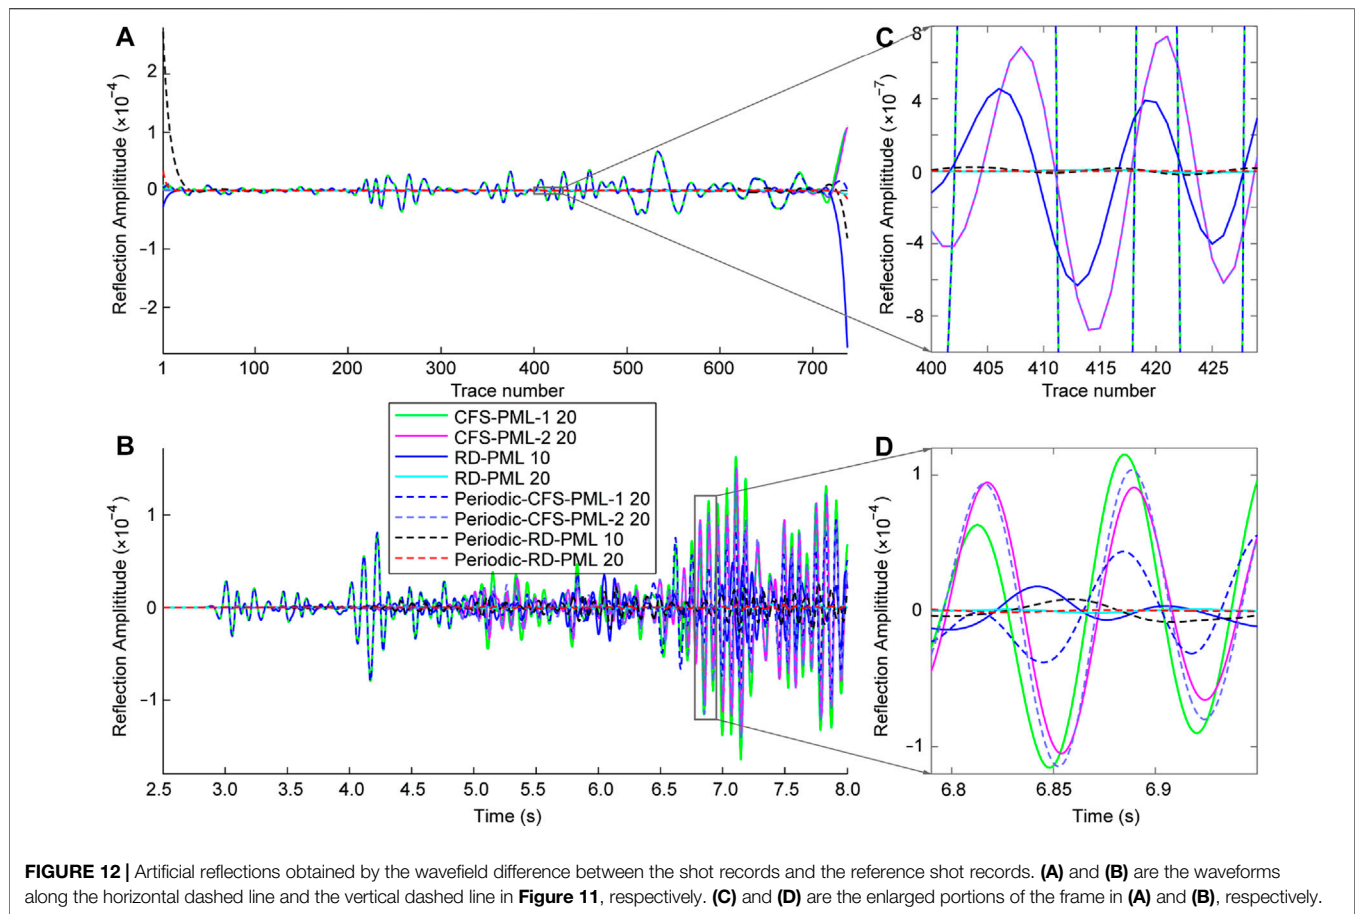 A
Reflection Amplitude (×10⁻⁴)
2
1
0
−1
−2
1
100
200
300
400
500
600
700
Trace number
C
Reflection Amplitude (×10⁻⁷)
8
4
0
−4
−8
400
405
410
415
420
425
Trace number
B
Reflection Amplitude (×10⁻⁴)
1
0
−1
2.5
3.0
3.5
4.0
4.5
5.0
5.5
6.0
6.5
7.0
7.5
8.0
Time (s)
CFS-PML-1 20
CFS-PML-2 20
RD-PML 10
RD-PML 20
Periodic-CFS-PML-1 20
Periodic-CFS-PML-2 20
Periodic-RD-PML 10
Periodic-RD-PML 20
D
Reflection Amplitude (×10⁻⁴)
1
0
−1
6.8
6.85
6.9
Time (s)
FIGURE 12 | Artificial reflections obtained by the wavefield difference between the shot records and the reference shot records. (A) and (B) are the waveforms
along the horizontal dashed line and the vertical dashed line in Figure 11, respectively. (C) and (D) are the enlarged portions of the frame in (A) and (B), respectively.